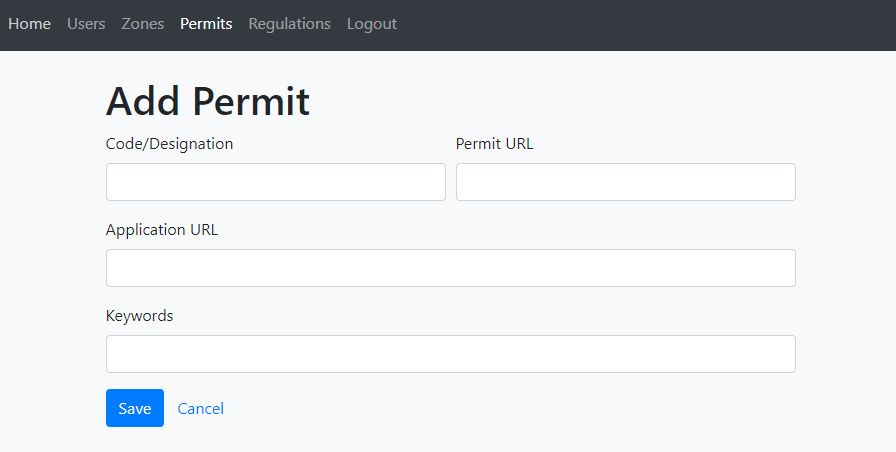 Home Users Zones Permits Regulations Logout
Add Permit
Code/Designation Permit URL
Application URL
Keywords
Save Cancel